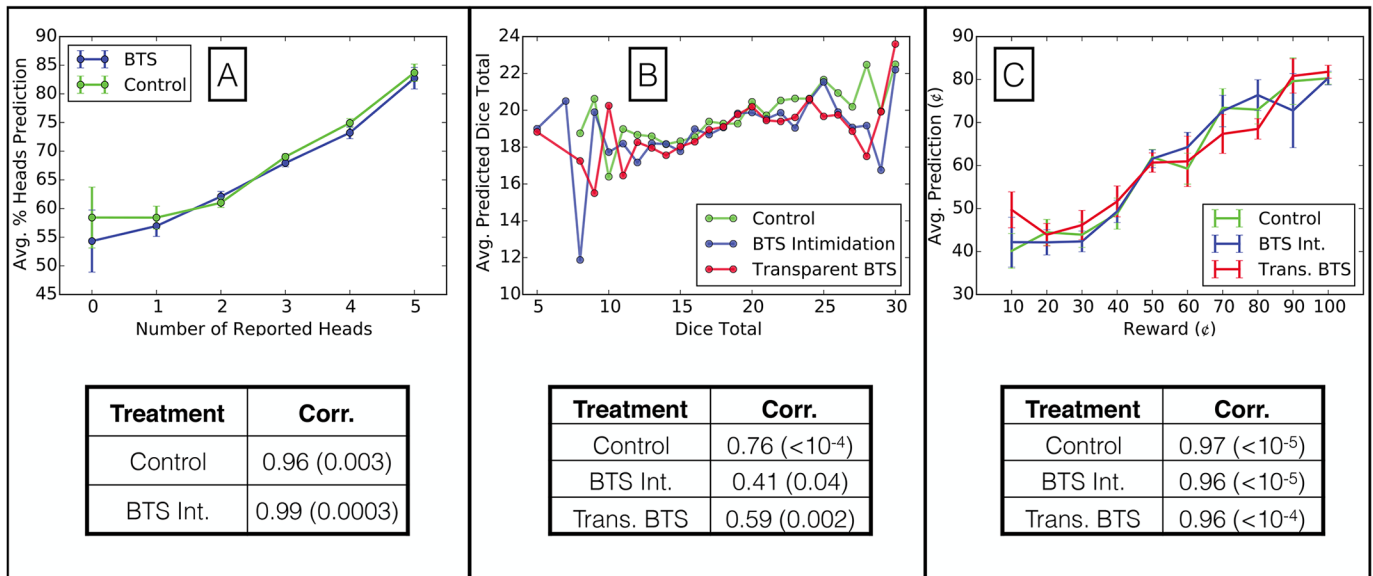 A
BTS
Control
Avg. % Heads Prediction
90
85
80
75
70
65
60
55
50
45
0 1 2 3 4 5
Number of Reported Heads
Treatment Corr.
Control 0.96 (0.003)
BTS Int. 0.99 (0.0003)
B
Avg. Predicted Dice Total
24
22
20
18
16
14
12
10
Control
BTS Intimidation
Transparent BTS
5 10 15 20 25 30
Dice Total
Treatment Corr.
Control 0.76 (<10⁻⁴)
BTS Int. 0.41 (0.04)
Trans. BTS 0.59 (0.002)
C
Avg. Prediction (¢)
90
80
70
60
50
40
30
Control
BTS Int.
Trans. BTS
10 20 30 40 50 60 70 80 90 100
Reward (¢)
Treatment Corr.
Control 0.97 (<10⁻⁵)
BTS Int. 0.96 (<10⁻⁵)
Trans. BTS 0.96 (<10⁻⁴)